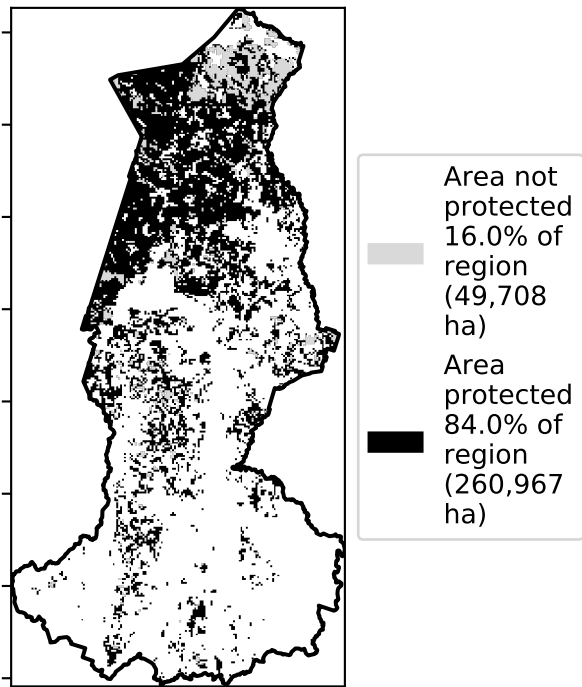 Area not
protected
16.0% of
region
(49,708
ha)
Area
protected
84.0% of
region
(260,967
ha)